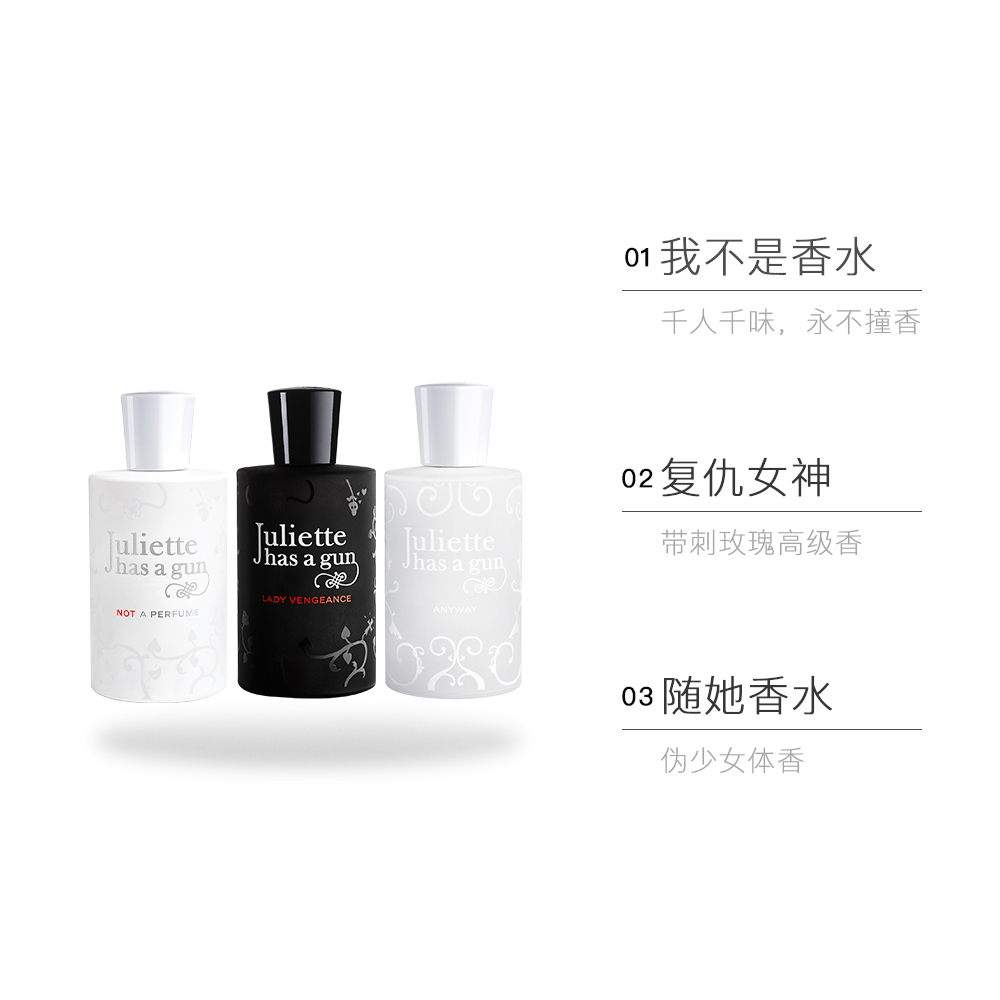 Juliette
has a gun
NOT A PERFUME
Juliette
has a gun
LADY VENGEANCE
Juliette
has a gun
ANYWAY
01 我不是香水
千人千味，永不撞香
02 复仇女神
带刺玫瑰高级香
03 随她香水
伪少女体香